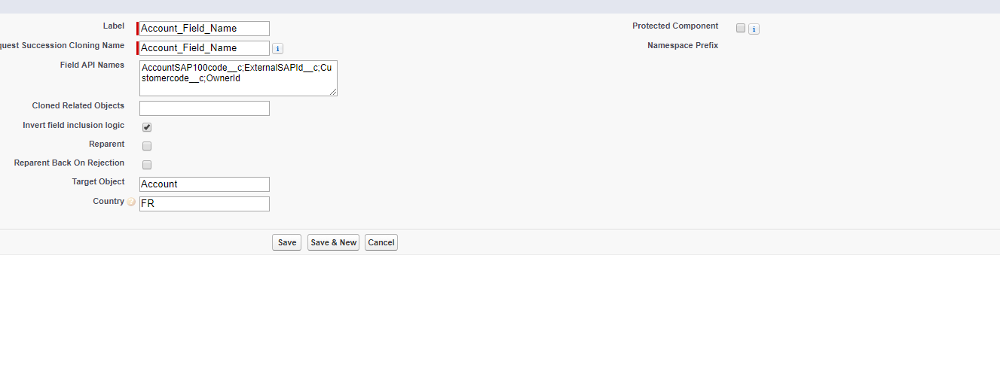 Label
Account_Field_Name
Protected Component
i
quest Succession Cloning Name
Account_Field_Name
i
Namespace Prefix
Field API Names
AccountSAP100code__c;ExternalSAPId__c;Cu
stomercode__c;OwnerId
Cloned Related Objects
Invert field inclusion logic
Reparent
Reparent Back On Rejection
Target Object
Account
Country
?
FR
Save
Save & New
Cancel